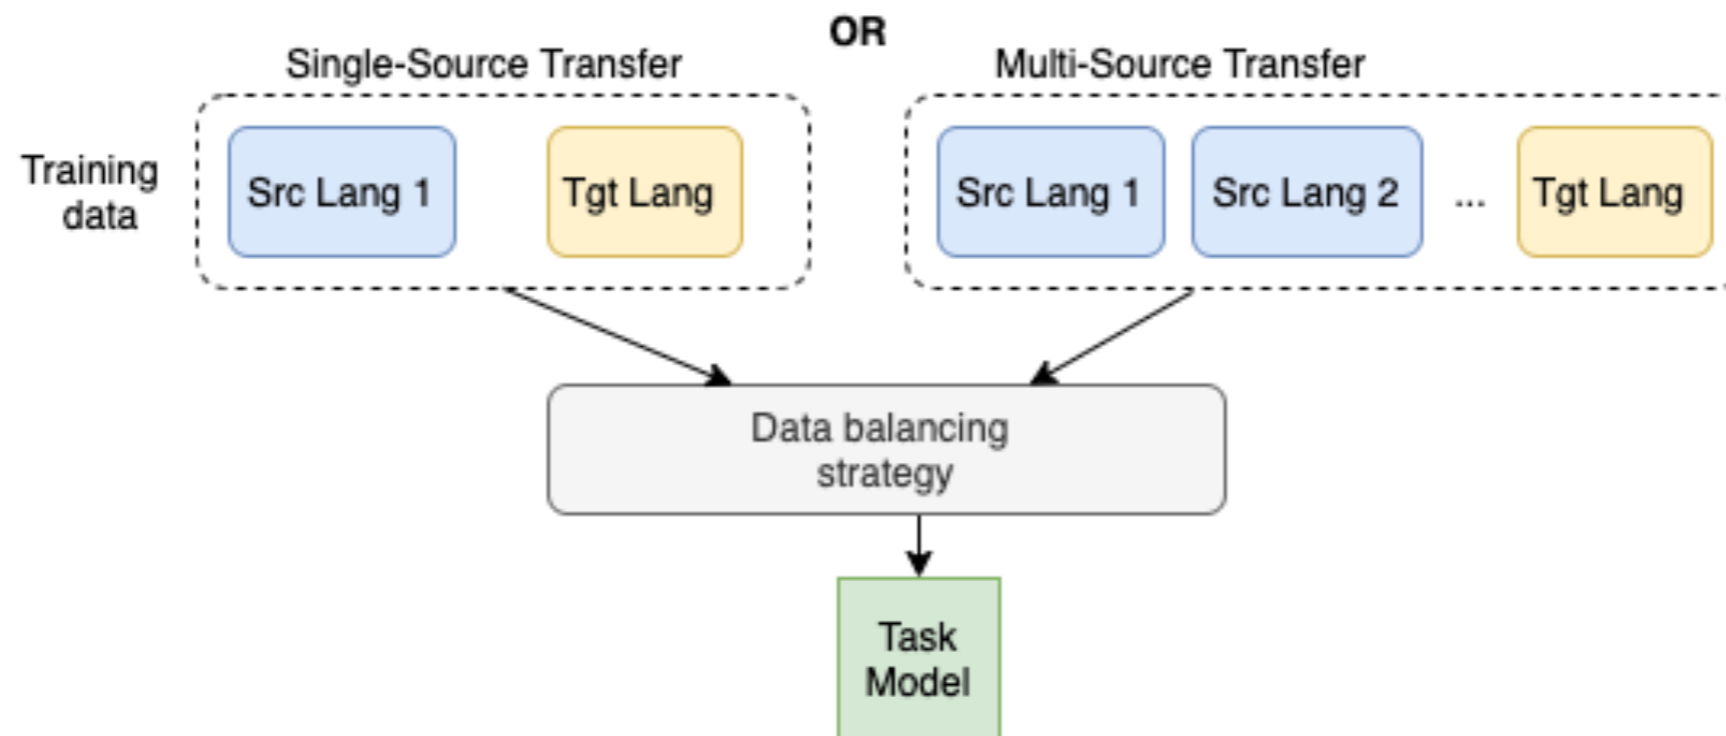 OR
Single-Source Transfer
Multi-Source Transfer
Training
data
Src Lang 1
Tgt Lang
Src Lang 1
Src Lang 2
...
Tgt Lang
Data balancing
strategy
Task
Model